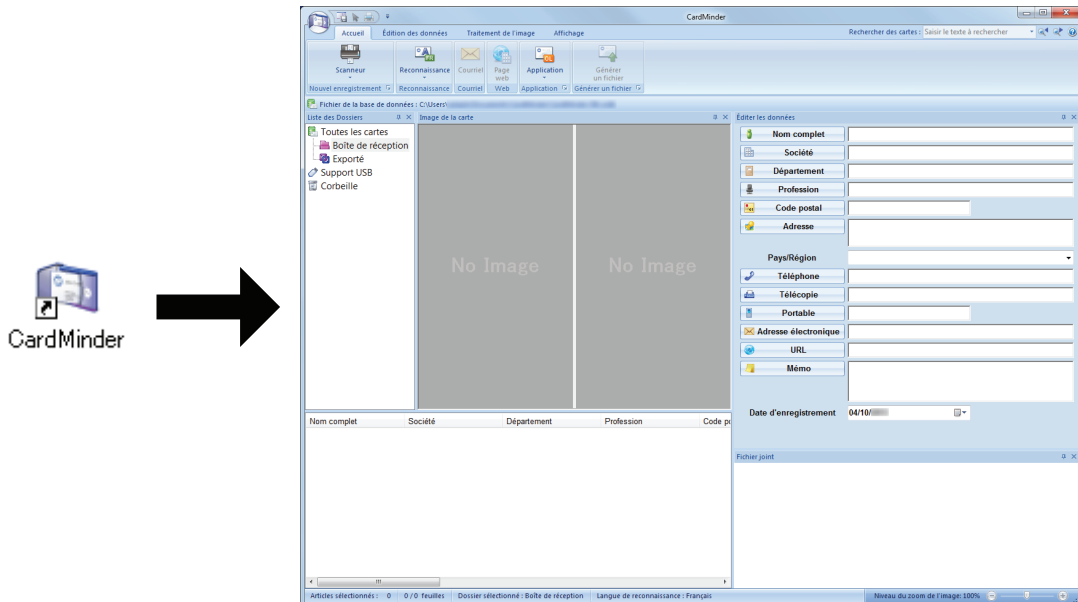 CardMinder
CardMinder
Accueil Édition des données Traitement de l'image Affichage
Rechercher des cartes : Saisir le texte à rechercher
Scanneur
Reconnaissance
Courriel
Page web
Application
Générer un fichier
Nouvel enregistrement Reconnaissance Courriel Web Application Générer un fichier
Fichier de la base de données : C:\Users\
Liste des Dossiers
Image de la carte
Éditer les données
Toutes les cartes
Boîte de réception
Exporté
Support USB
Corbeille
No Image
No Image
Nom complet
Société
Département
Profession
Code postal
Adresse
Pays/Région
Téléphone
Télécopie
Portable
Adresse électronique
URL
Mémo
Date d'enregistrement 04/10/
Nom complet Société Département Profession Code po
Fichier joint
Articles sélectionnés : 0 0 / 0 feuilles Dossier sélectionné : Boîte de réception Langue de reconnaissance : Français
Niveau du zoom de l'image: 100%